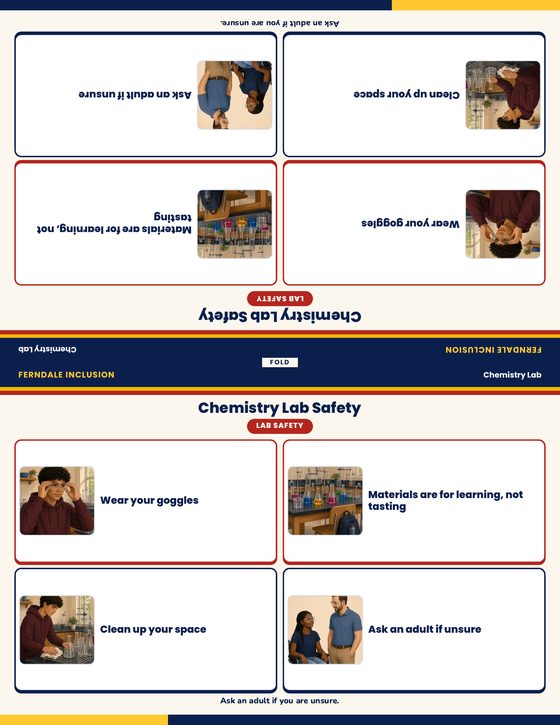 Ask an adult if you are unsure.
Ask an adult if unsure
Clean up your space
Materials are for learning, not
tasting
Wear your goggles
LAB SAFETY
Chemistry Lab Safety
Chemistry Lab
FERNDALE INCLUSION
FOLD
FERNDALE INCLUSION
Chemistry Lab
Chemistry Lab Safety
LAB SAFETY
Wear your goggles
Materials are for learning, not
tasting
Clean up your space
Ask an adult if unsure
Ask an adult if you are unsure.